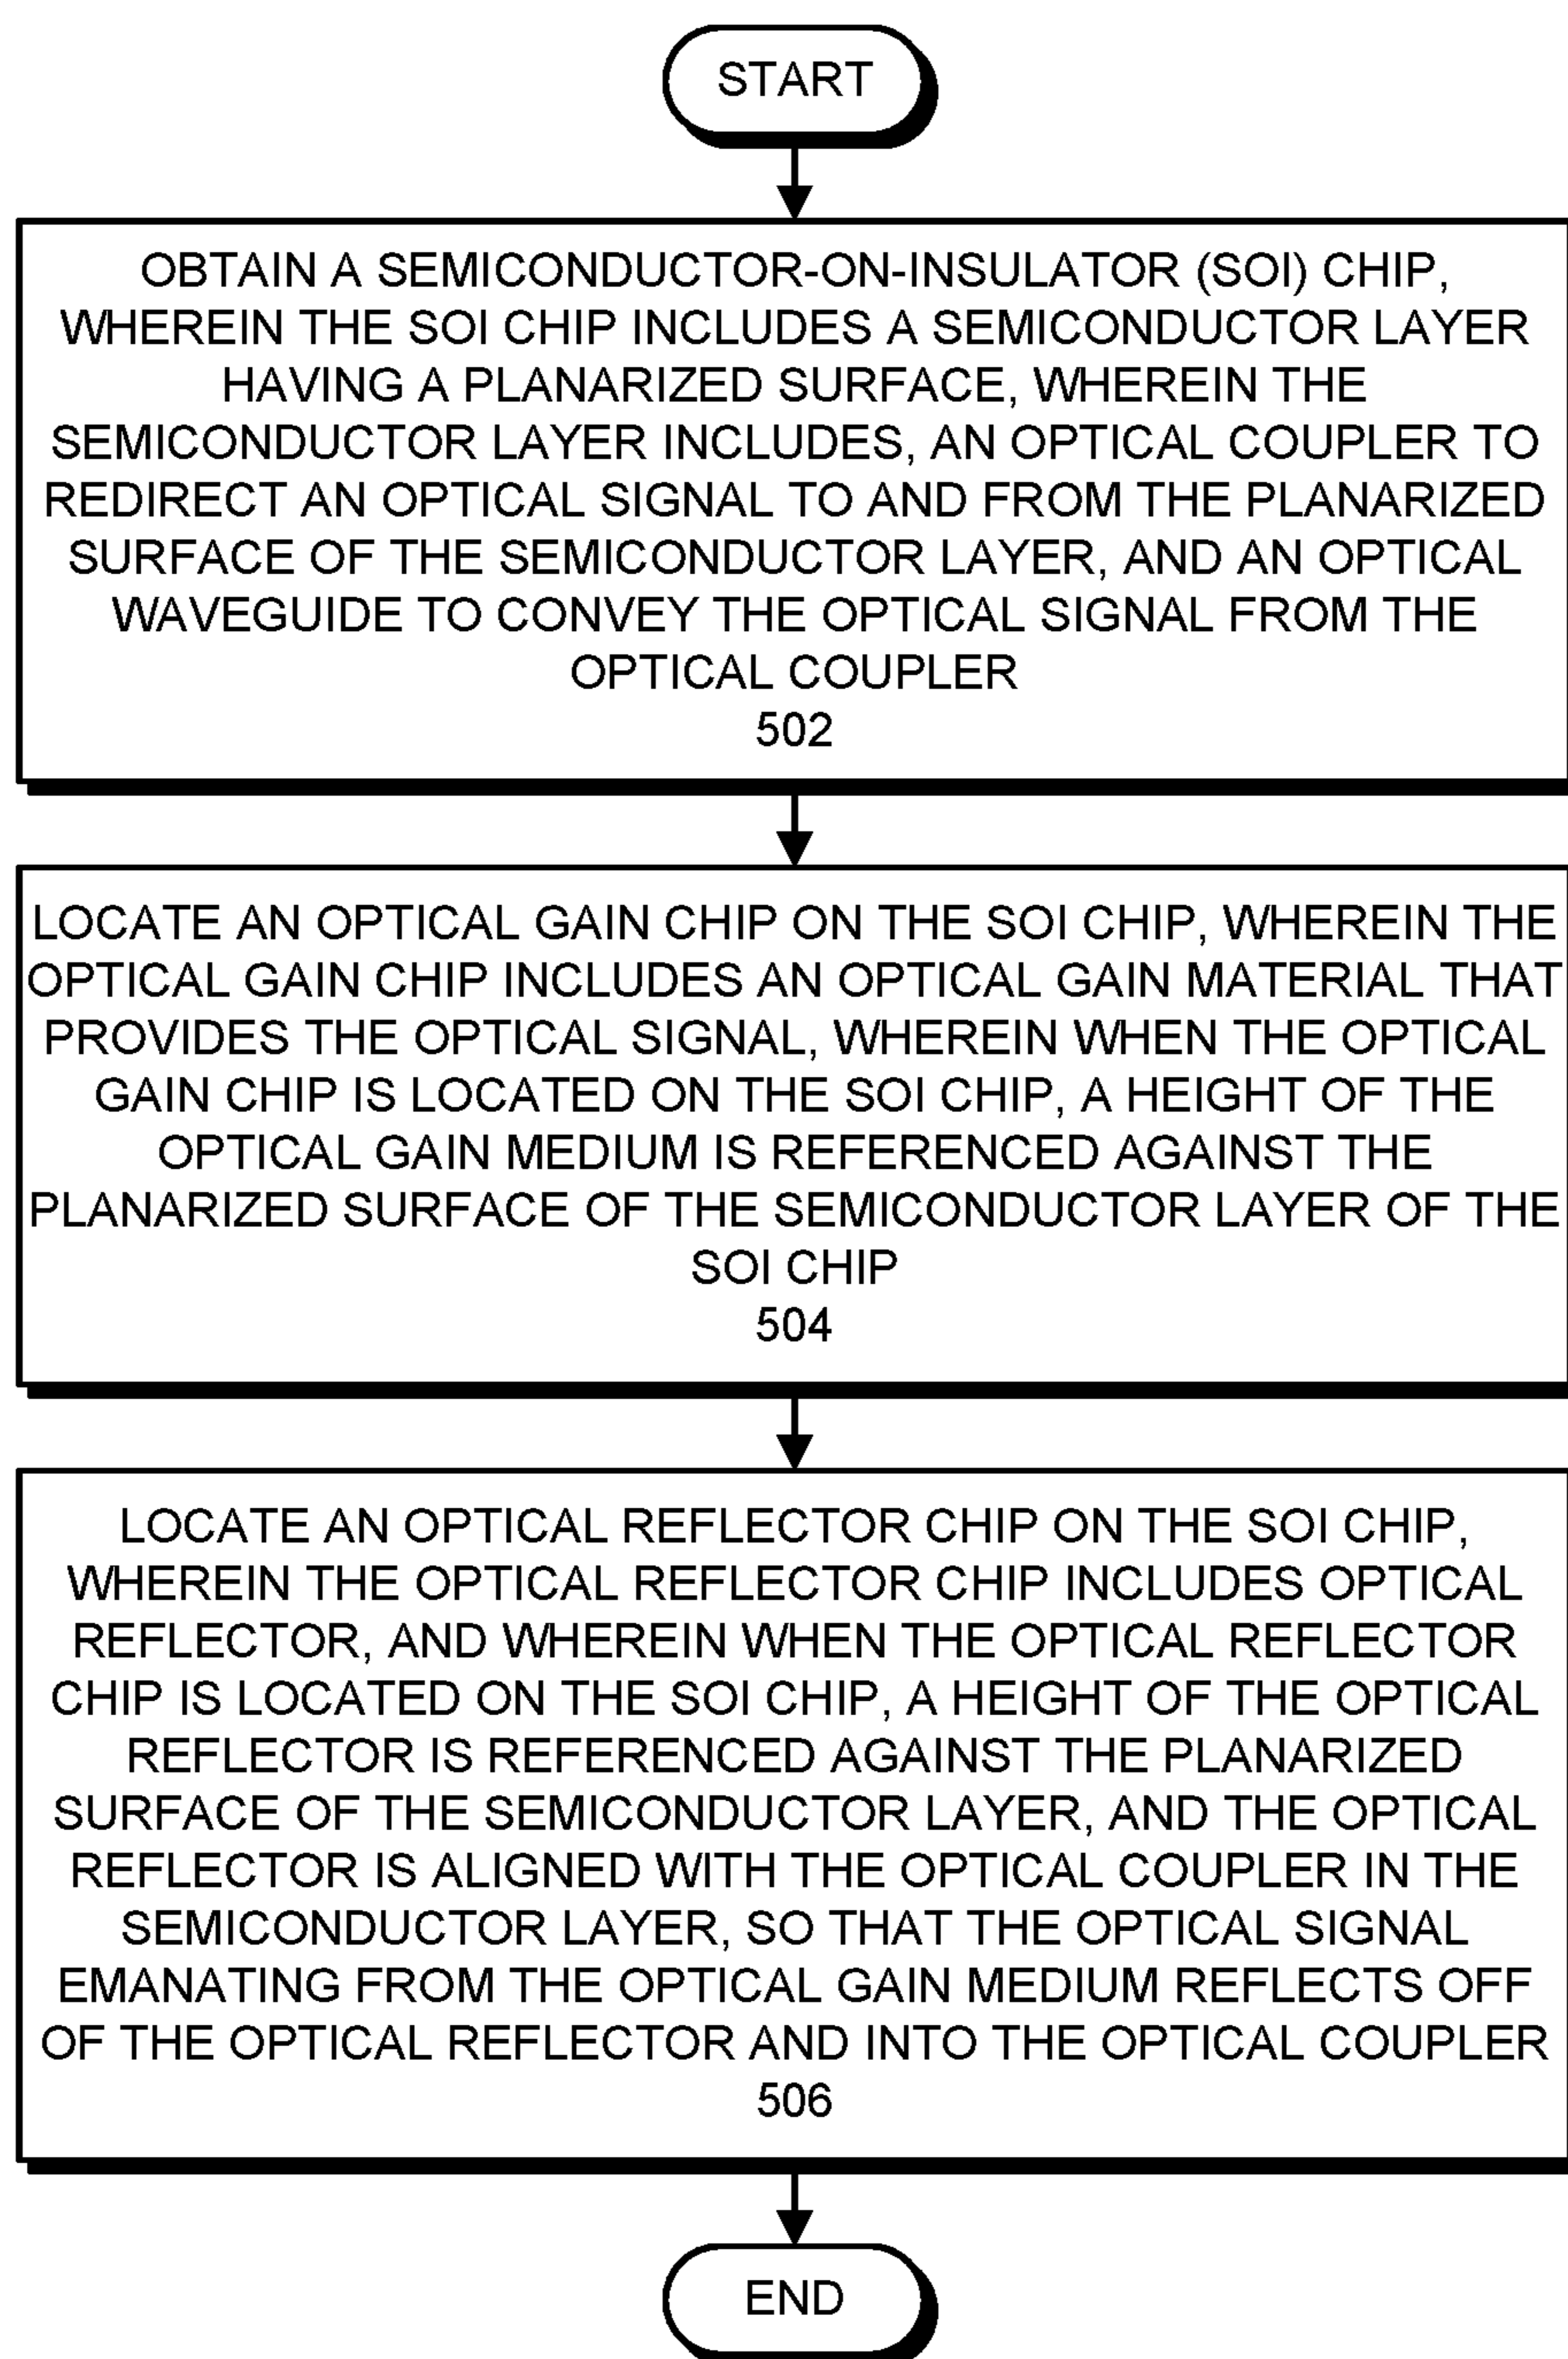 START
OBTAIN A SEMICONDUCTOR-ON-INSULATOR (SOI) CHIP,
WHEREIN THE SOI CHIP INCLUDES A SEMICONDUCTOR LAYER
HAVING A PLANARIZED SURFACE, WHEREIN THE
SEMICONDUCTOR LAYER INCLUDES, AN OPTICAL COUPLER TO
REDIRECT AN OPTICAL SIGNAL TO AND FROM THE PLANARIZED
SURFACE OF THE SEMICONDUCTOR LAYER, AND AN OPTICAL
WAVEGUIDE TO CONVEY THE OPTICAL SIGNAL FROM THE
OPTICAL COUPLER
502
LOCATE AN OPTICAL GAIN CHIP ON THE SOI CHIP, WHEREIN THE
OPTICAL GAIN CHIP INCLUDES AN OPTICAL GAIN MATERIAL THAT
PROVIDES THE OPTICAL SIGNAL, WHEREIN WHEN THE OPTICAL
GAIN CHIP IS LOCATED ON THE SOI CHIP, A HEIGHT OF THE
OPTICAL GAIN MEDIUM IS REFERENCED AGAINST THE
PLANARIZED SURFACE OF THE SEMICONDUCTOR LAYER OF THE
SOI CHIP
504
LOCATE AN OPTICAL REFLECTOR CHIP ON THE SOI CHIP,
WHEREIN THE OPTICAL REFLECTOR CHIP INCLUDES OPTICAL
REFLECTOR, AND WHEREIN WHEN THE OPTICAL REFLECTOR
CHIP IS LOCATED ON THE SOI CHIP, A HEIGHT OF THE OPTICAL
REFLECTOR IS REFERENCED AGAINST THE PLANARIZED
SURFACE OF THE SEMICONDUCTOR LAYER, AND THE OPTICAL
REFLECTOR IS ALIGNED WITH THE OPTICAL COUPLER IN THE
SEMICONDUCTOR LAYER, SO THAT THE OPTICAL SIGNAL
EMANATING FROM THE OPTICAL GAIN MEDIUM REFLECTS OFF
OF THE OPTICAL REFLECTOR AND INTO THE OPTICAL COUPLER
506
END